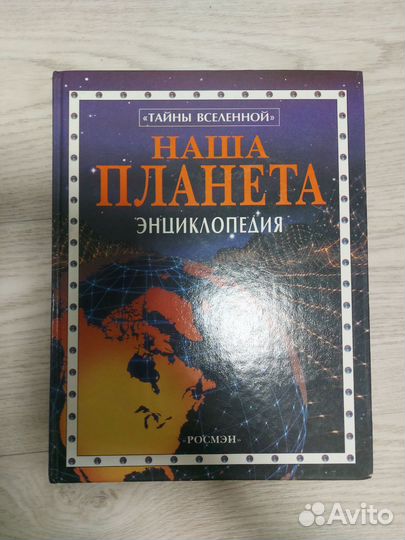 «ТАЙНЫ ВСЕЛЕННОЙ»
НАША
ПЛАНЕТА
ЭНЦИКЛОПЕДИЯ
«РОСМЭН»
Avito